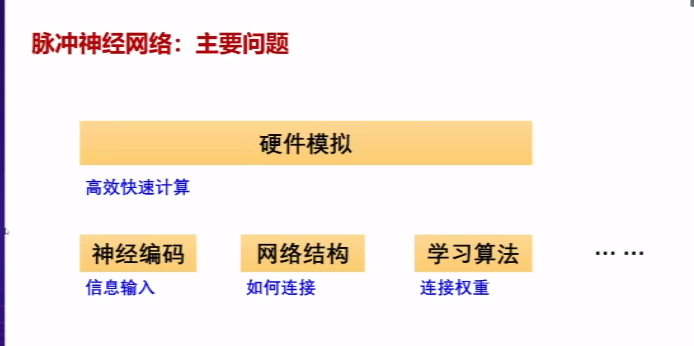 脉冲神经网络：主要问题
硬件模拟
高效快速计算
神经编码 网络结构 学习算法 … …
信息输入 如何连接 连接权重